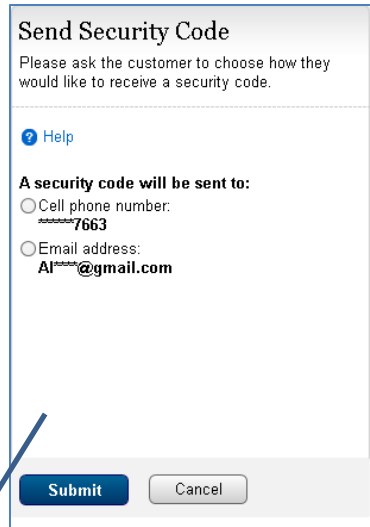 Send Security Code
Please ask the customer to choose how they
would like to receive a security code.
? Help
A security code will be sent to:
Cell phone number:
******7663
Email address:
Al****@gmail.com
Submit
Cancel